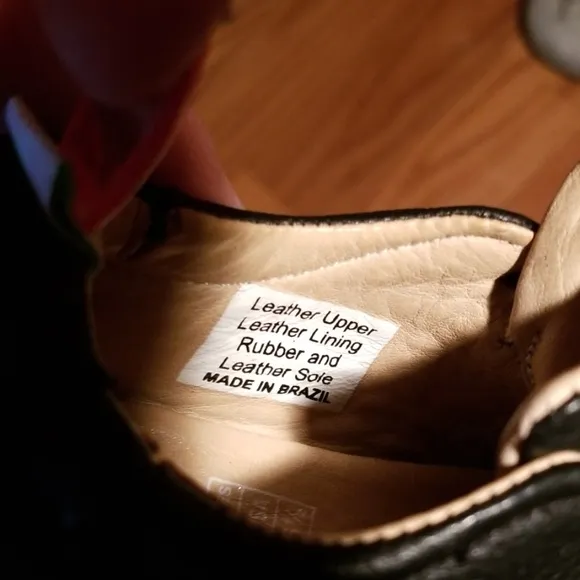 Leather Upper
Leather Lining
Rubber and
Leather Sole
MADE IN BRAZIL